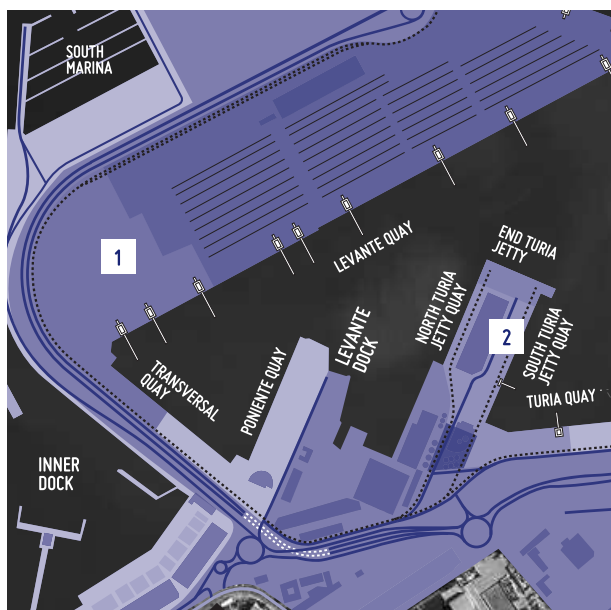 SOUTH
MARINA
1
LEVANTE QUAY
END TURIA
JETTY
NORTH TURIA
JETTY QUAY
2
SOUTH TURIA
JETTY QUAY
TURIA QUAY
LEVANTE
DOCK
PONIENTE QUAY
TRANSVERSAL
QUAY
INNER
DOCK